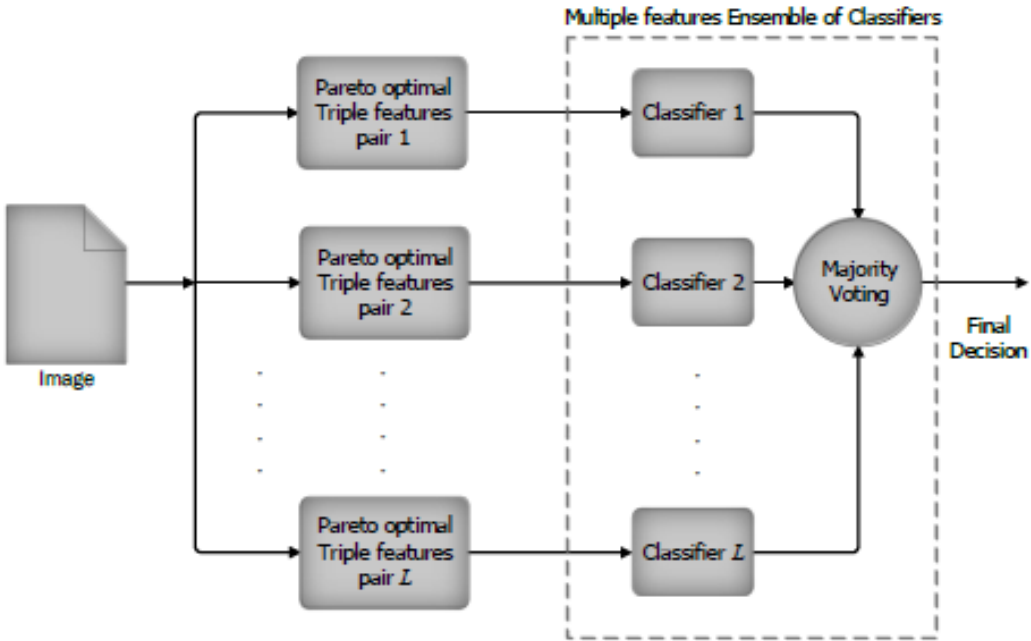 Multiple features Ensemble of Classifiers
Pareto optimal
Triple features
pair 1
Classifier 1
Pareto optimal
Triple features
pair 2
Classifier 2
Majority
Voting
Final
Decision
Image
Pareto optimal
Triple features
pair L
Classifier L